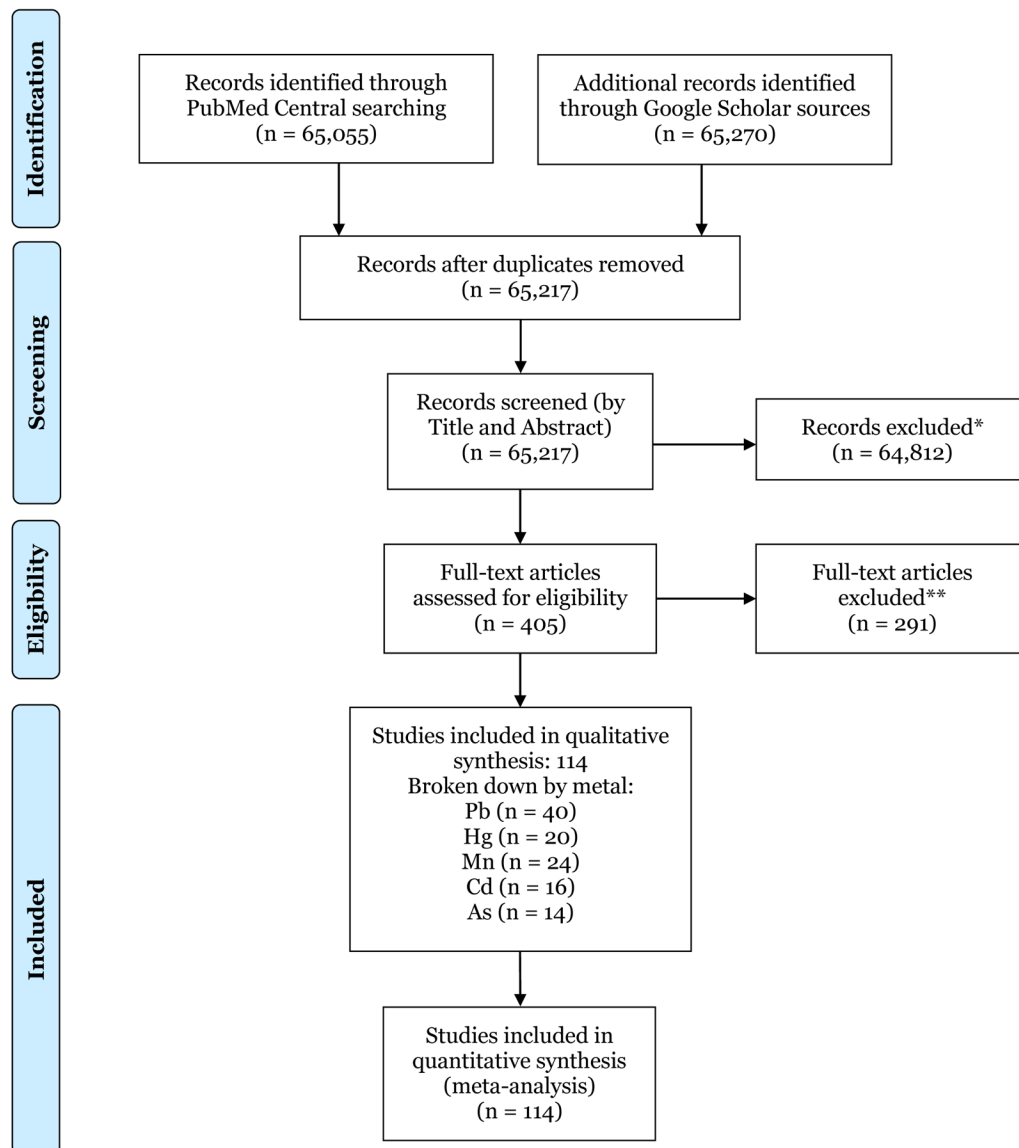 Identification
Records identified through
PubMed Central searching
(n = 65,055)
Additional records identified
through Google Scholar sources
(n = 65,270)
Screening
Records after duplicates removed
(n = 65,217)
Records screened (by
Title and Abstract)
(n = 65,217)
Records excluded*
(n = 64,812)
Eligibility
Full-text articles
assessed for eligibility
(n = 405)
Full-text articles
excluded**
(n = 291)
Included
Studies included in qualitative
synthesis: 114
Broken down by metal:
Pb (n = 40)
Hg (n = 20)
Mn (n = 24)
Cd (n = 16)
As (n = 14)
Studies included in
quantitative synthesis
(meta-analysis)
(n = 114)